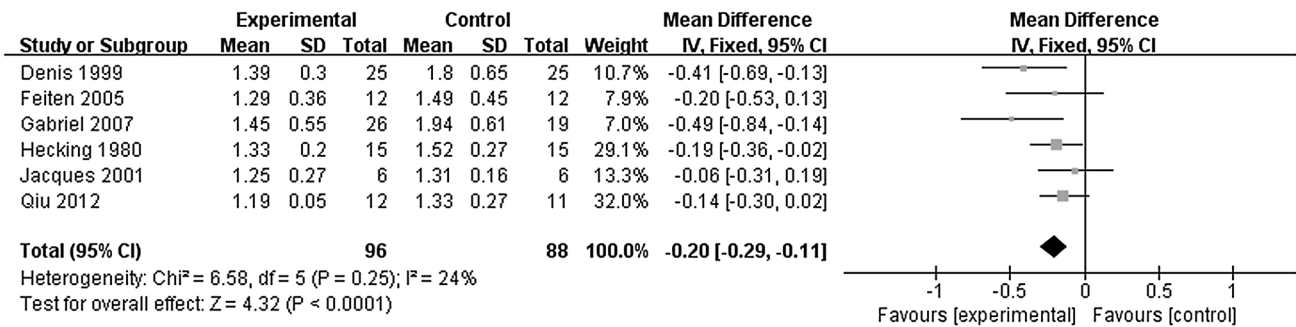 Experimental Control Mean Difference Mean Difference
Study or Subgroup Mean SD Total Mean SD Total Weight IV, Fixed, 95% CI IV, Fixed, 95% CI
Denis 1999 1.39 0.3 25 1.8 0.65 25 10.7% -0.41 [-0.69, -0.13]
Feiten 2005 1.29 0.36 12 1.49 0.45 12 7.9% -0.20 [-0.53, 0.13]
Gabriel 2007 1.45 0.55 26 1.94 0.61 19 7.0% -0.49 [-0.84, -0.14]
Hecking 1980 1.33 0.2 15 1.52 0.27 15 29.1% -0.19 [-0.36, -0.02]
Jacques 2001 1.25 0.27 6 1.31 0.16 6 13.3% -0.06 [-0.31, 0.19]
Qiu 2012 1.19 0.05 12 1.33 0.27 11 32.0% -0.14 [-0.30, 0.02]
Total (95% CI) 96 88 100.0% -0.20 [-0.29, -0.11]
Heterogeneity: Chi² = 6.58, df = 5 (P = 0.25); I² = 24%
Test for overall effect: Z = 4.32 (P < 0.0001)
-1 -0.5 0 0.5 1
Favours [experimental] Favours [control]